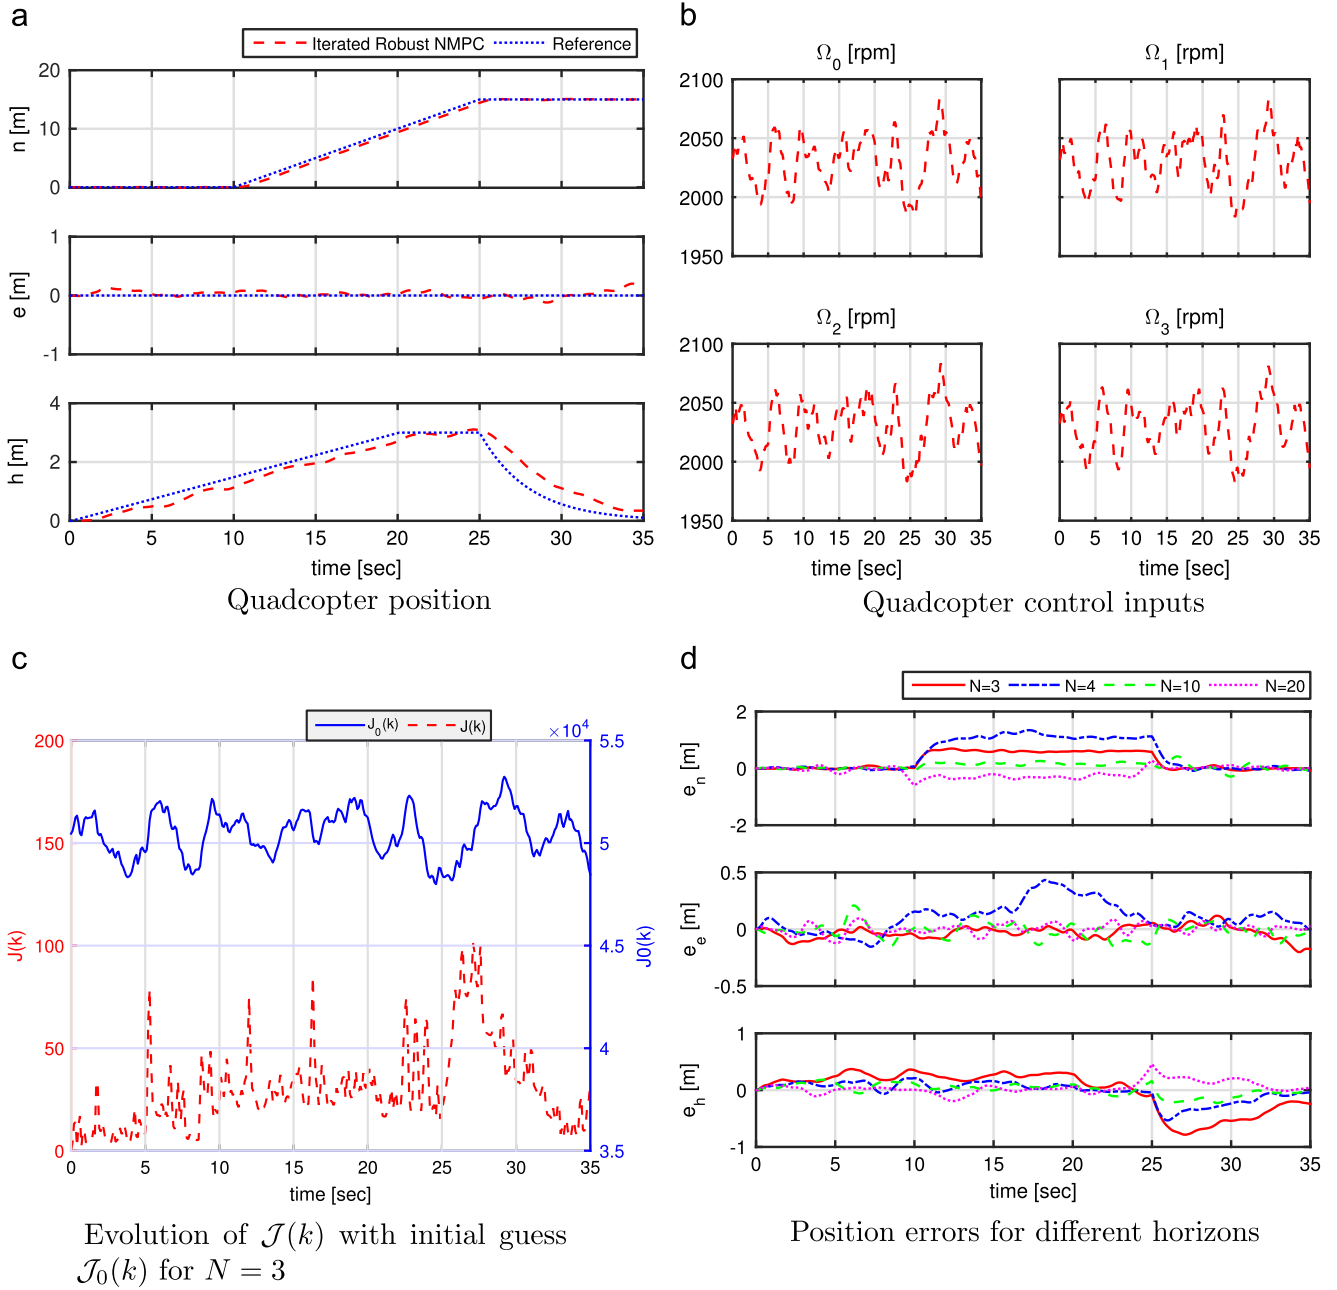 a
Iterated Robust NMPC Reference
20
10
0
n [m]
1
0
-1
e [m]
4
2
0
h [m]
0 5 10 15 20 25 30 35
time [sec]
Quadcopter position
b
Ω0 [rpm]
Ω1 [rpm]
2100
2050
2000
1950
Ω2 [rpm]
Ω3 [rpm]
2100
2050
2000
1950
0 5 10 15 20 25 30 35
0 5 10 15 20 25 30 35
time [sec]
time [sec]
Quadcopter control inputs
c
J0(k) J(k)
×10^4
200
150
100
50
0
J(k)
5.5
5
4.5
4
3.5
J0(k)
0 5 10 15 20 25 30 35
time [sec]
Evolution of 𝒥(k) with initial guess
𝒥0(k) for N = 3
d
N=3 N=4 N=10 N=20
2
0
-2
en [m]
0.5
0
-0.5
ee [m]
1
0
-1
eh [m]
0 5 10 15 20 25 30 35
time [sec]
Position errors for different horizons